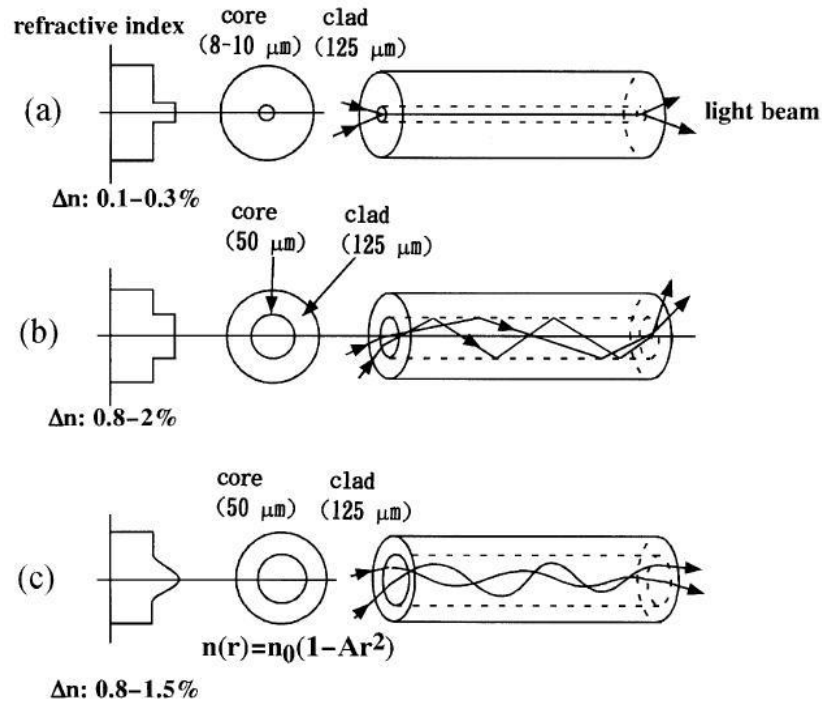 core
clad
refractive index
(8-10 μm)
(125 μm)
(a)
light beam
Δn: 0.1-0.3%
core
clad
(50 μm)
(125 μm)
(b)
Δn: 0.8-2%
core
clad
(50 μm)
(125 μm)
(c)
n(r)=n₀(1-Ar²)
Δn: 0.8-1.5%